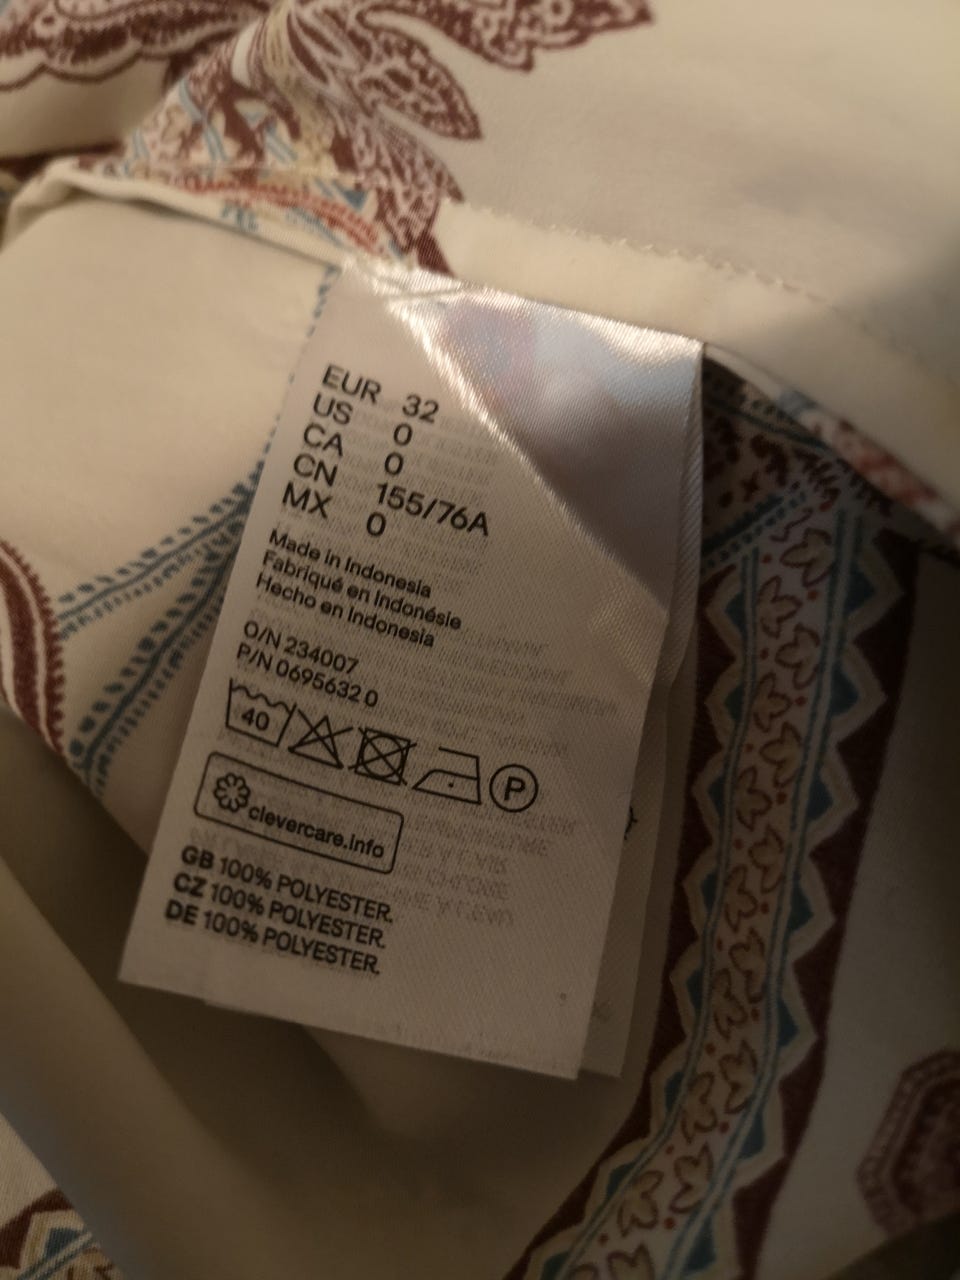 EUR 32
US 0
CA 0
CN 155/76A
MX 0
Made in Indonesia
Fabriqué en Indonésie
Hecho en Indonesia
O/N 234007
P/N 0695632 0
40
P
clevercare.info
GB 100% POLYESTER.
CZ 100% POLYESTER.
DE 100% POLYESTER.